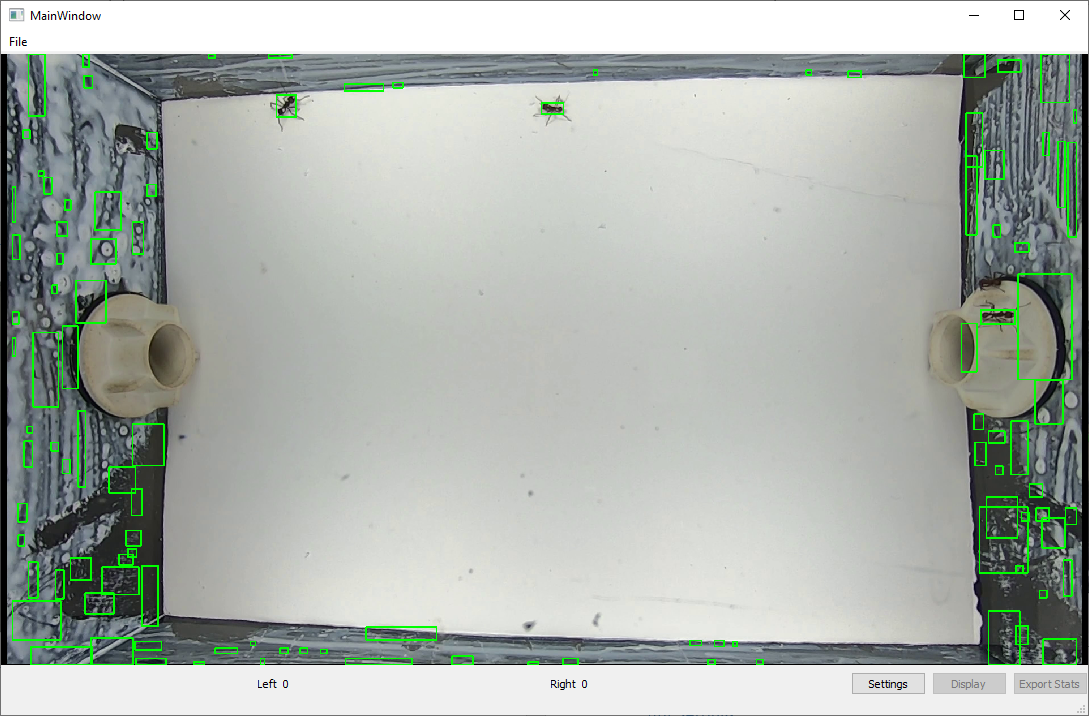 MainWindow
File
Left 0 Right 0 Settings Display Export Stats